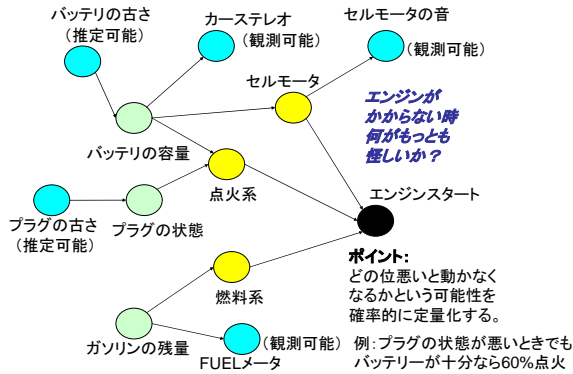 バッテリの古さ
（推定可能）
カーステレオ
（観測可能）
セルモータの音
（観測可能）
セルモータ
エンジンが
かからない時
何がもっとも
怪しいか？
バッテリの容量
点火系
エンジンスタート
プラグの古さ
（推定可能）
プラグの状態
ポイント：
どの位悪いと動かなく
なるかという可能性を
確率的に定量化する。
燃料系
（観測可能）
ガソリンの残量
FUELメータ
例：プラグの状態が悪いときでも
バッテリーが十分なら60%点火